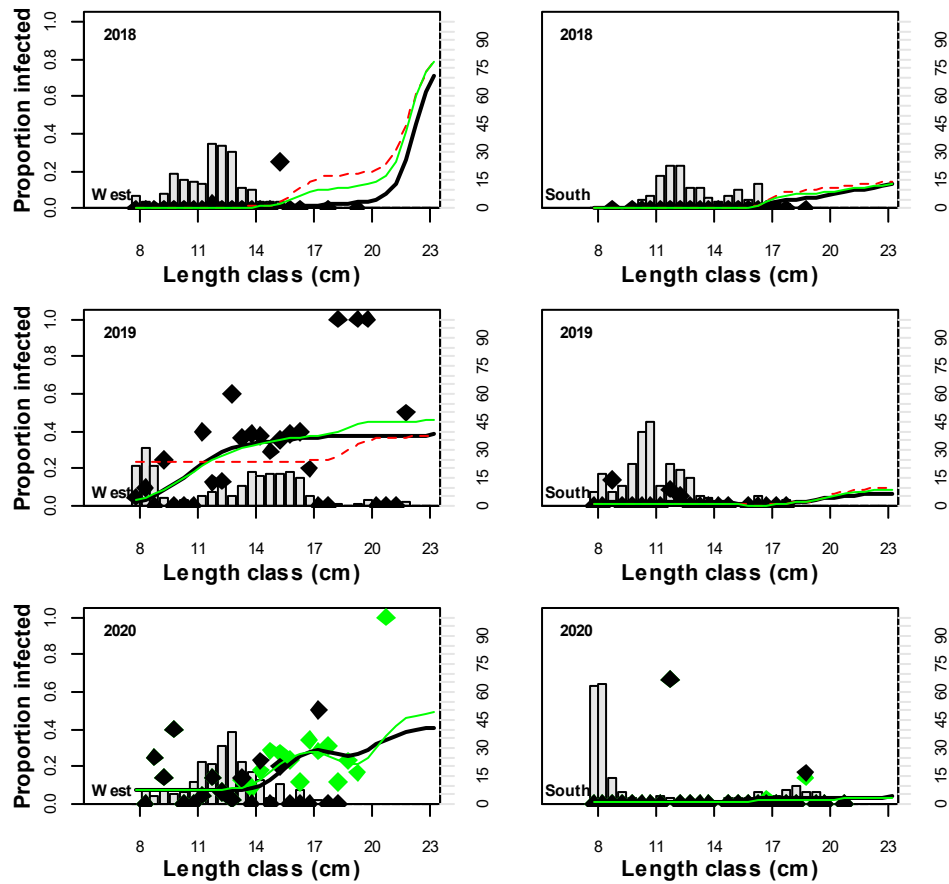 2018
West
Proportion infected
0.0 0.2 0.4 0.6 0.8 1.0
0 15 30 45 60 75 90
8 11 14 17 20 23
Length class (cm)
2018
South
0 15 30 45 60 75 90
8 11 14 17 20 23
Length class (cm)
2019
West
Proportion infected
0.0 0.2 0.4 0.6 0.8 1.0
0 15 30 45 60 75 90
8 11 14 17 20 23
Length class (cm)
2019
South
0 15 30 45 60 75 90
8 11 14 17 20 23
Length class (cm)
2020
West
Proportion infected
0.0 0.2 0.4 0.6 0.8 1.0
0 15 30 45 60 75 90
8 11 14 17 20 23
Length class (cm)
2020
South
0 15 30 45 60 75 90
8 11 14 17 20 23
Length class (cm)